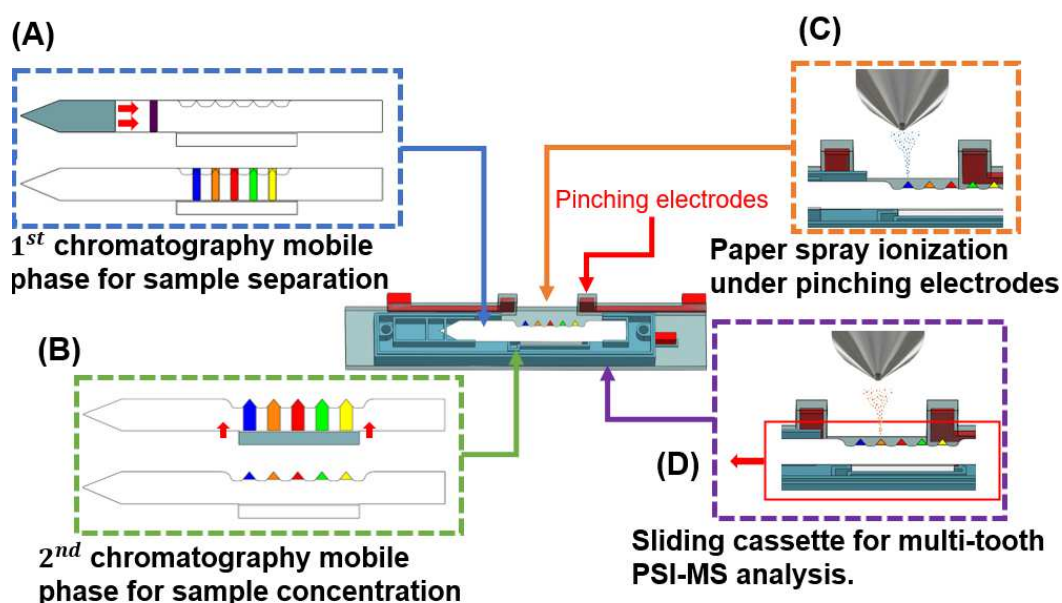 (A)
1st chromatography mobile
phase for sample separation
(B)
2nd chromatography mobile
phase for sample concentration
Pinching electrodes
(C)
Paper spray ionization
under pinching electrodes
(D)
Sliding cassette for multi-tooth
PSI-MS analysis.